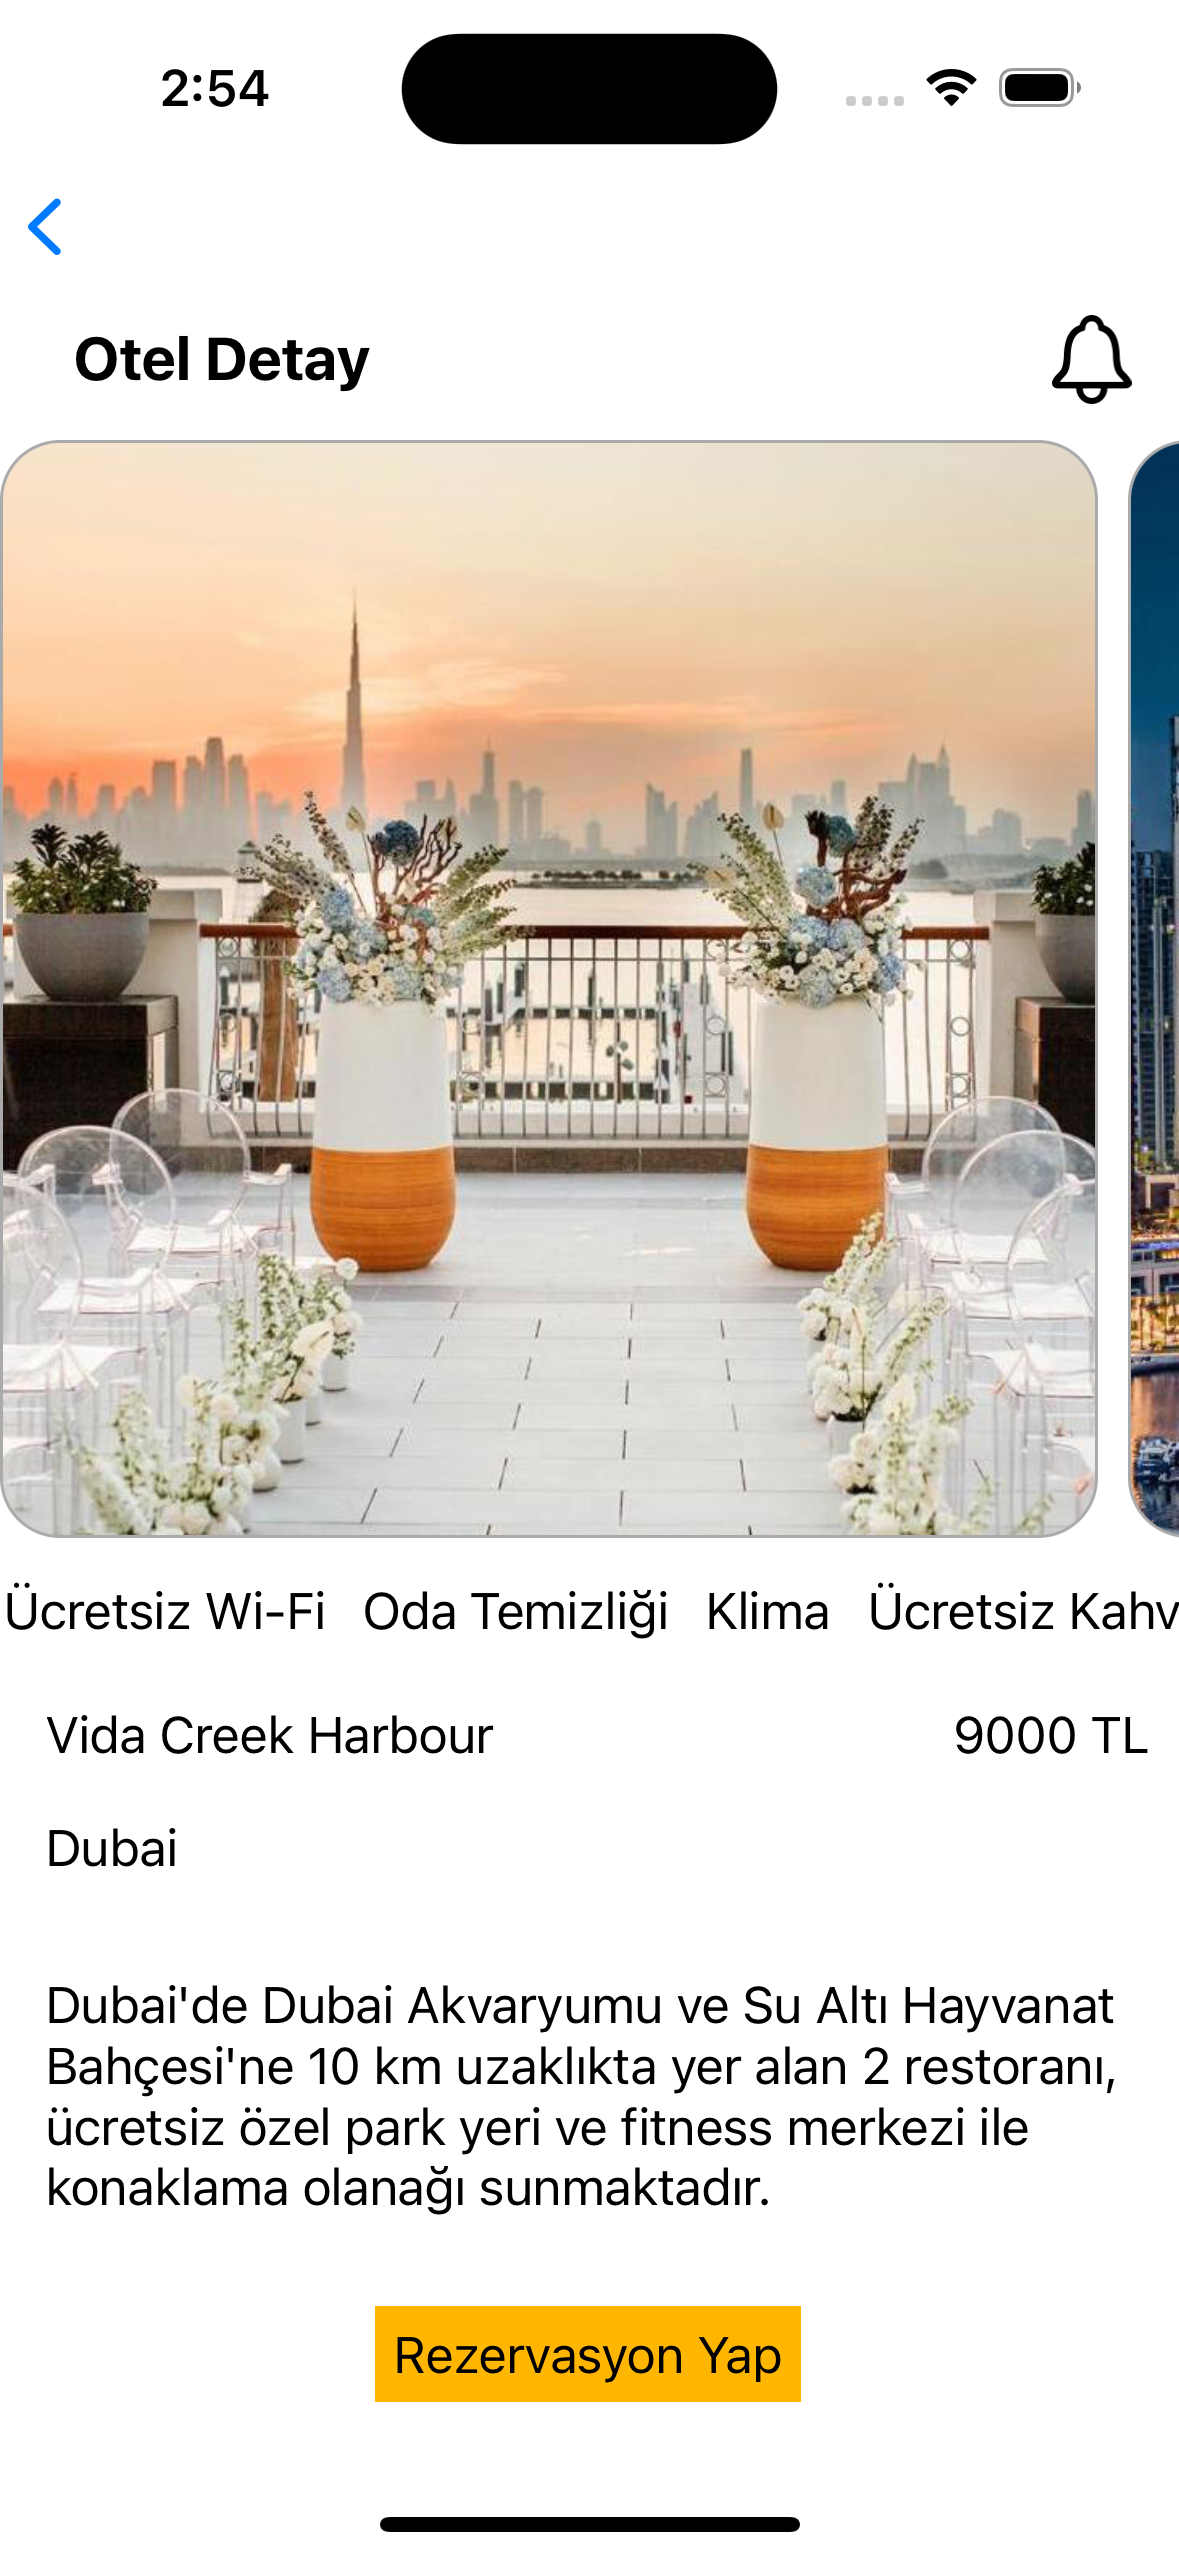 2:54
Otel Detay
Ücretsiz Wi-Fi Oda Temizliği Klima Ücretsiz Kahv
Vida Creek Harbour 9000 TL
Dubai
Dubai'de Dubai Akvaryumu ve Su Altı Hayvanat
Bahçesi'ne 10 km uzaklıkta yer alan 2 restoranı,
ücretsiz özel park yeri ve fitness merkezi ile
konaklama olanağı sunmaktadır.
Rezervasyon Yap